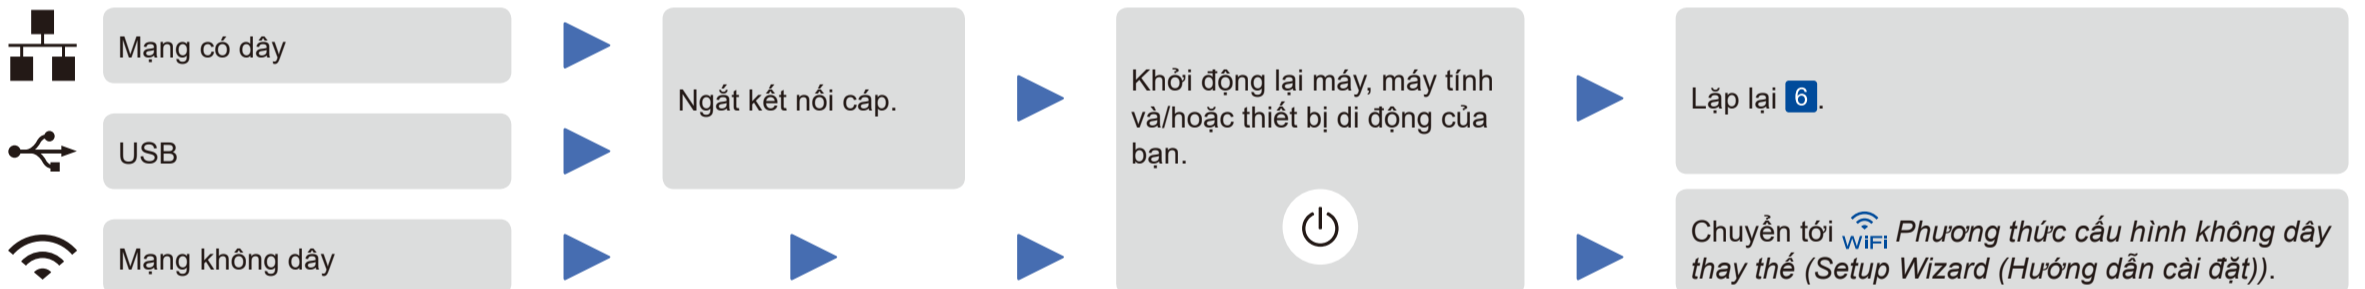 Mạng có dây
Ngắt kết nối cáp.
Khởi động lại máy, máy tính
và/hoặc thiết bị di động của
bạn.
Lặp lại 6.
USB
Mạng không dây
Chuyển tới WiFi Phương thức cấu hình không dây
thay thế (Setup Wizard (Hướng dẫn cài đặt)).